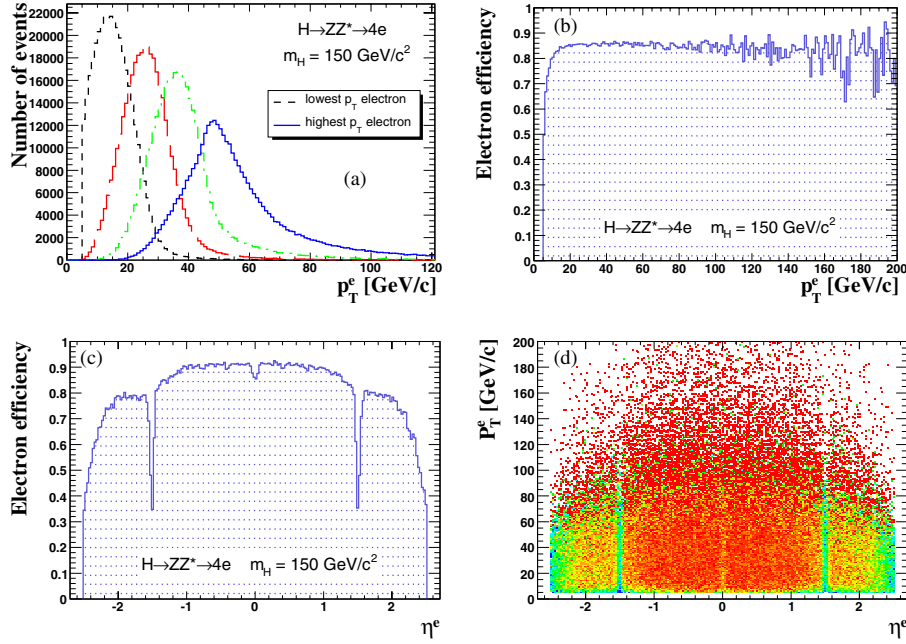 Number of events
22000
20000
18000
16000
14000
12000
10000
8000
6000
4000
2000
0
H→ZZ*→4e
m_H = 150 GeV/c²
lowest p_T electron
highest p_T electron
(a)
0 20 40 60 80 100 120
p_T^e [GeV/c]
Electron efficiency
1
0.9
0.8
0.7
0.6
0.5
0.4
0.3
0.2
0.1
0
(b)
H→ZZ*→4e m_H = 150 GeV/c²
0 20 40 60 80 100 120 140 160 180 200
p_T^e [GeV/c]
Electron efficiency
1
0.9
0.8
0.7
0.6
0.5
0.4
0.3
0.2
0.1
0
(c)
H→ZZ*→4e m_H = 150 GeV/c²
-2 -1 0 1 2
η^e
P_T^e [GeV/c]
200
180
160
140
120
100
80
60
40
20
0
(d)
-2 -1 0 1 2
η^e